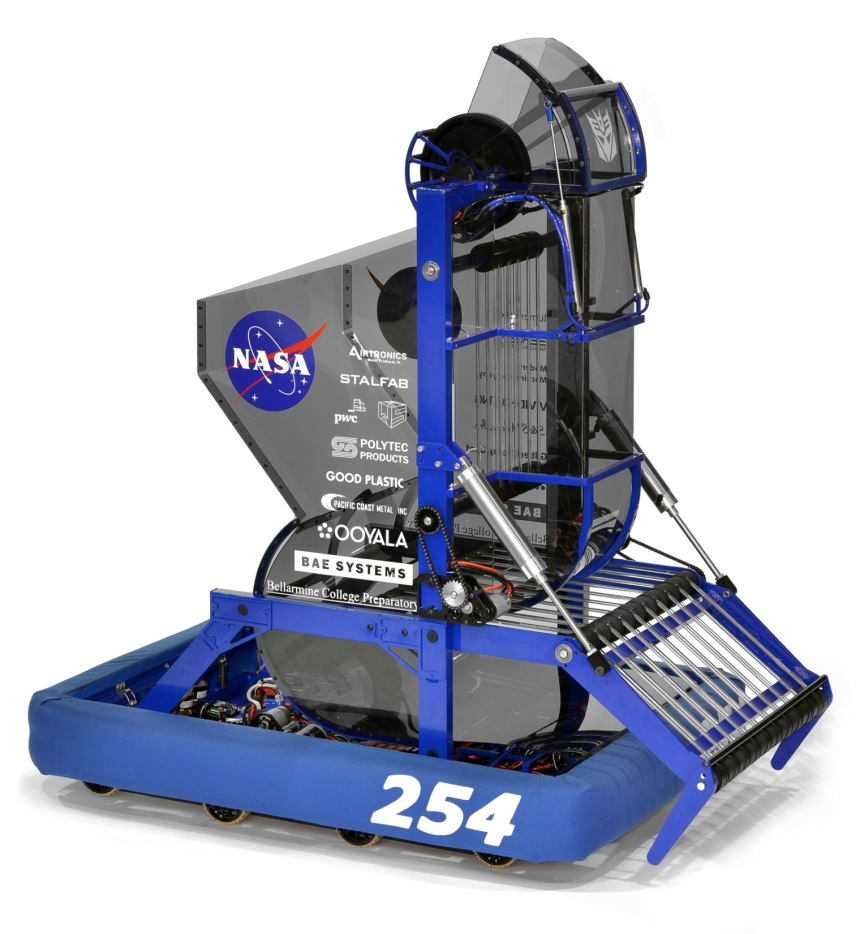 NASA
AIRTRONICS
STALFAB
pwc
POLYTEC
PRODUCTS
GOOD PLASTIC
PACIFIC COAST METAL INC
OOYALA
BAE SYSTEMS
Bellarmine College Preparatory
254